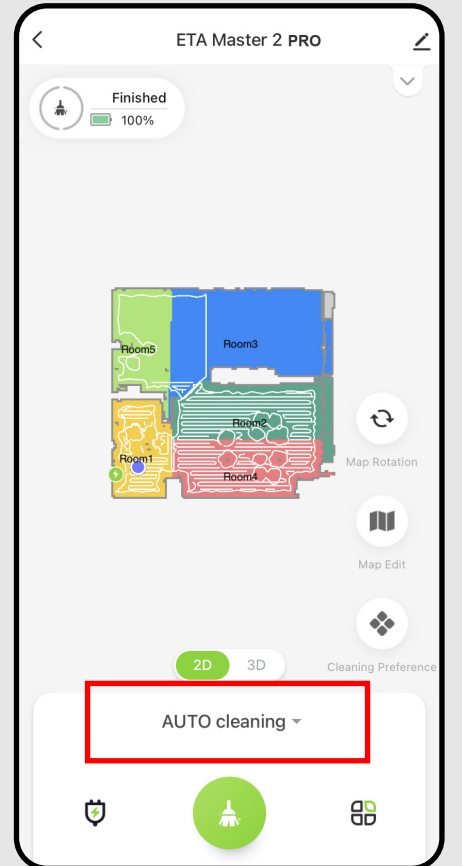 ETA Master 2 PRO
Finished
100%
Room5
Room3
Room2
Room1
Room4
Map Rotation
Map Edit
2D 3D
Cleaning Preference
AUTO cleaning